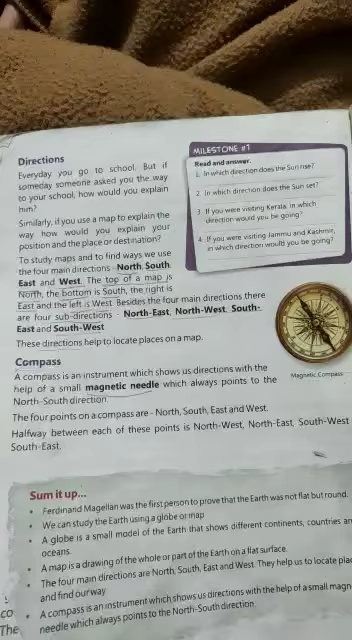 Directions
Everyday you go to school. But if
someday someone asked you the way
to your school, how would you explain
him?
Similarly, if you use a map to explain the
way how would you explain your
position and the place or destination?
To study maps and to find ways we use
the four main directions - North, South,
East and West. The top of a map is
North, the bottom is South, the right is
East and the left is West. Besides the four main directions there
are four sub-directions - North-East, North-West, South-
East and South-West
These directions help to locate places on a map.
MILESTONE #1
Read and answer.
1. In which direction does the Sun rise?
2. In which direction does the Sun set?
3. If you were visiting Kerala, in which
direction would you be going?
4. If you were visiting Jammu and Kashmir,
in which direction would you be going?
Compass
A compass is an instrument which shows us directions with the
help of a small magnetic needle which always points to the
North-South direction.
Magnetic Compass
The four points on a compass are - North, South, East and West.
Halfway between each of these points is North-West, North-East, South-West
South-East.
Sum it up...
• Ferdinand Magellan was the first person to prove that the Earth was not flat but round.
• We can study the Earth using a globe or map
• A globe is a small model of the Earth that shows different continents, countries an
oceans.
• A map is a drawing of the whole or part of the Earth on a flat surface.
• The four main directions are North, South, East and West. They help us to locate plac
and find our way
• A compass is an instrument which shows us directions with the help of a small magn
needle which always points to the North-South direction.
co
The